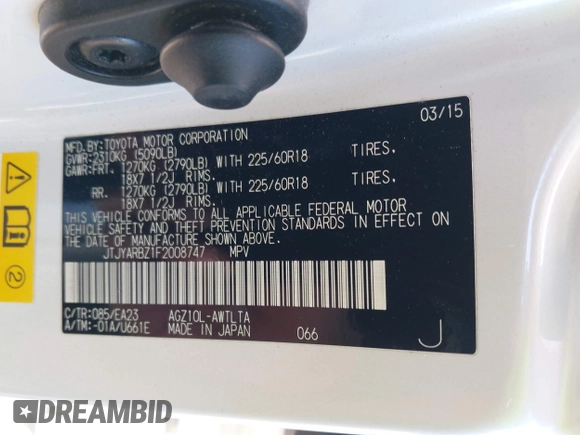 03/15
MFD.BY:TOYOTA MOTOR CORPORATION
GVWR:2310KG (5090LB)
GAWR:FRT. 1270KG (2790LB) WITH 225/60R18 TIRES.
18X7 1/2J RIMS.
RR. 1270KG (2790LB) WITH 225/60R18 TIRES.
18X7 1/2J RIMS.
THIS VEHICLE CONFORMS TO ALL APPLICABLE FEDERAL MOTOR
VEHICLE SAFETY AND THEFT PREVENTION STANDARDS IN EFFECT ON
THE DATE OF MANUFACTURE SHOWN ABOVE.
JTJYARBZ1F2008747 MPV
C/TR:085/EA23 AGZ10L-AWTLTA
A/TM:-01A/U661E MADE IN JAPAN 066
J
2
DREAMBID